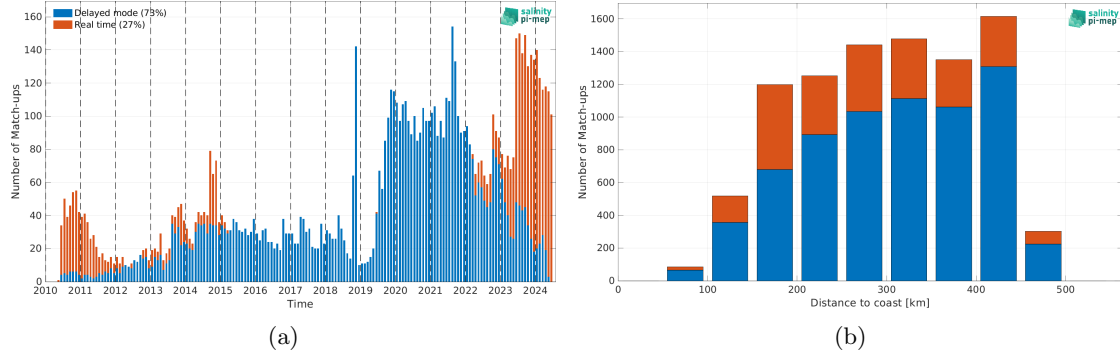 Delayed mode (73%)
Real time (27%)
salinity
pi-mep
160
140
120
100
80
60
40
20
0
Number of Match-ups
2010 2011 2012 2013 2014 2015 2016 2017 2018 2019 2020 2021 2022 2023 2024
Time
(a)
salinity
pi-mep
1600
1400
1200
1000
800
600
400
200
0
Number of Match-ups
0 100 200 300 400 500
Distance to coast [km]
(b)